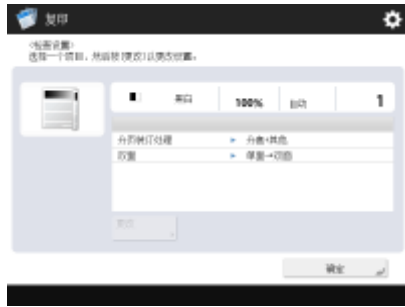 复印
<检查设置>
选择一个项目，然后按[更改]以更改设置。
黑白 100% 自动 1
分页装订处理 ► 分套+其他
双面 ► 单面→双面
更改
确定